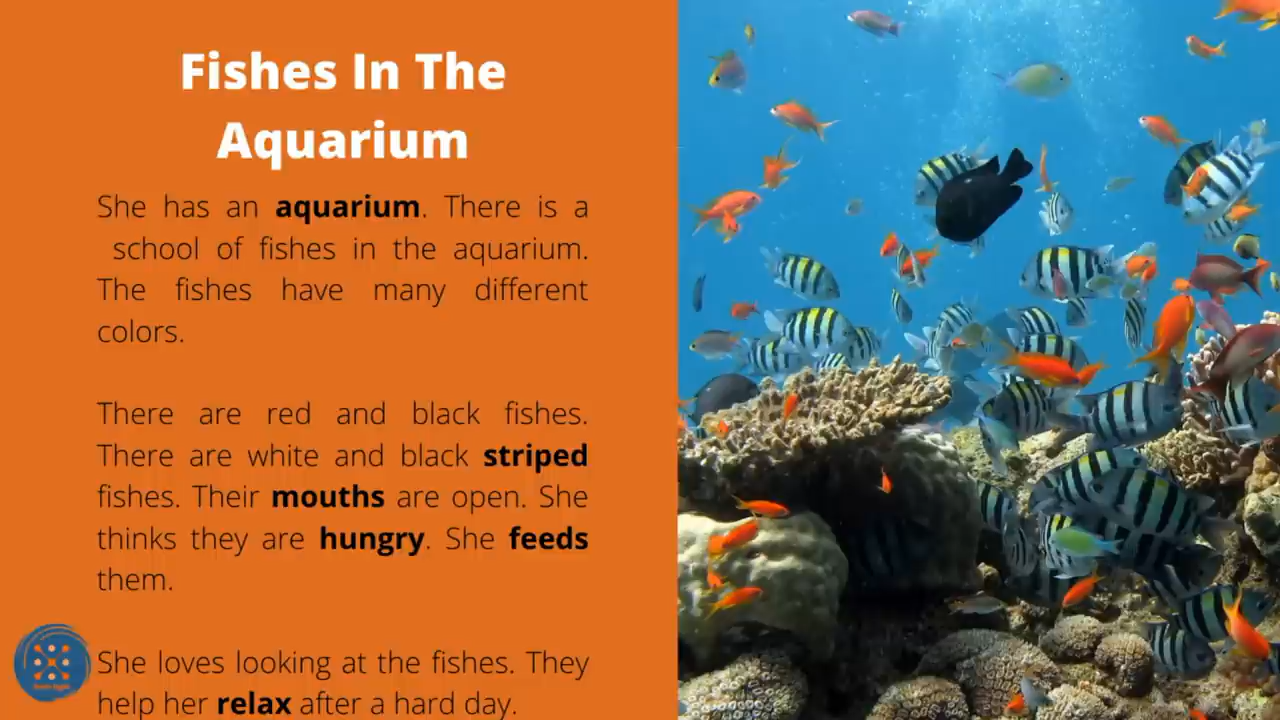 Fishes In The
Aquarium
She has an aquarium. There is a
school of fishes in the aquarium.
The fishes have many different
colors.
There are red and black fishes.
There are white and black striped
fishes. Their mouths are open. She
thinks they are hungry. She feeds
them.
She loves looking at the fishes. They
help her relax after a hard day.